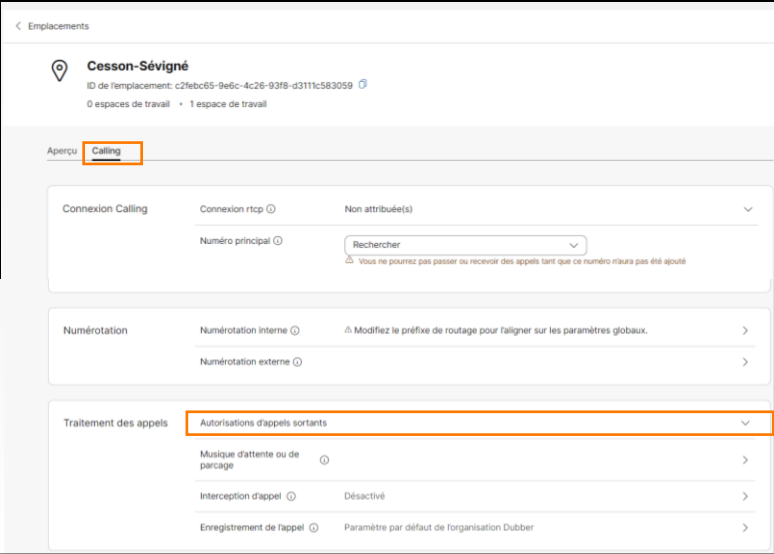 Emplacements
Cesson-Sévigné
ID de l'emplacement: c2febc65-9e6c-4c26-93f8-d3111c583059
0 espaces de travail • 1 espace de travail
Aperçu Calling
Connexion Calling Connexion rtcp Non attribuée(s)
Numéro principal Rechercher
Vous ne pourrez pas passer ou recevoir des appels tant que ce numéro n'aura pas été ajouté
Numérotation Numérotation interne Modifiez le préfixe de routage pour l'aligner sur les paramètres globaux.
Numérotation externe
Traitement des appels Autorisations d'appels sortants
Musique d'attente ou de
parcage
Interception d'appel Désactivé
Enregistrement de l'appel Paramètre par défaut de l'organisation Dubber